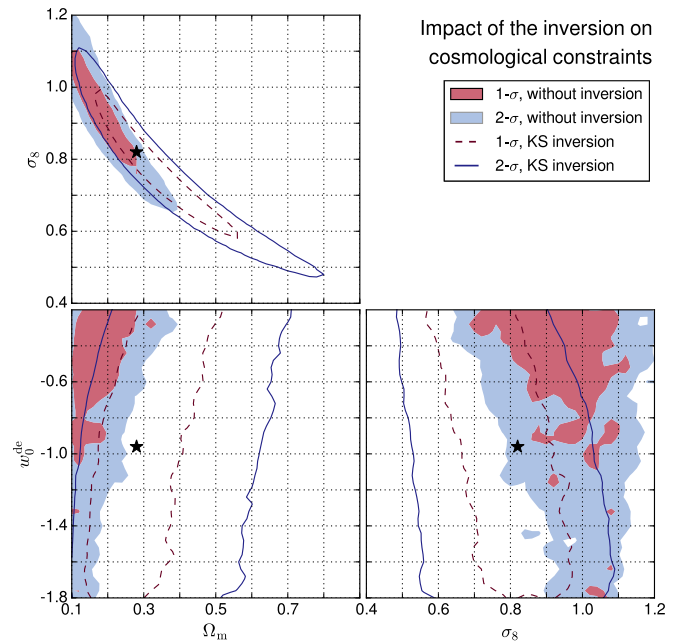 Impact of the inversion on
cosmological constraints
1-σ, without inversion
2-σ, without inversion
1-σ, KS inversion
2-σ, KS inversion
σ8
1.2
1.0
0.8
0.6
0.4
w0^de
-0.6
-1.0
-1.4
-1.8
0.1 0.3 0.5 0.7
Ωm
0.4 0.6 0.8 1.0 1.2
σ8